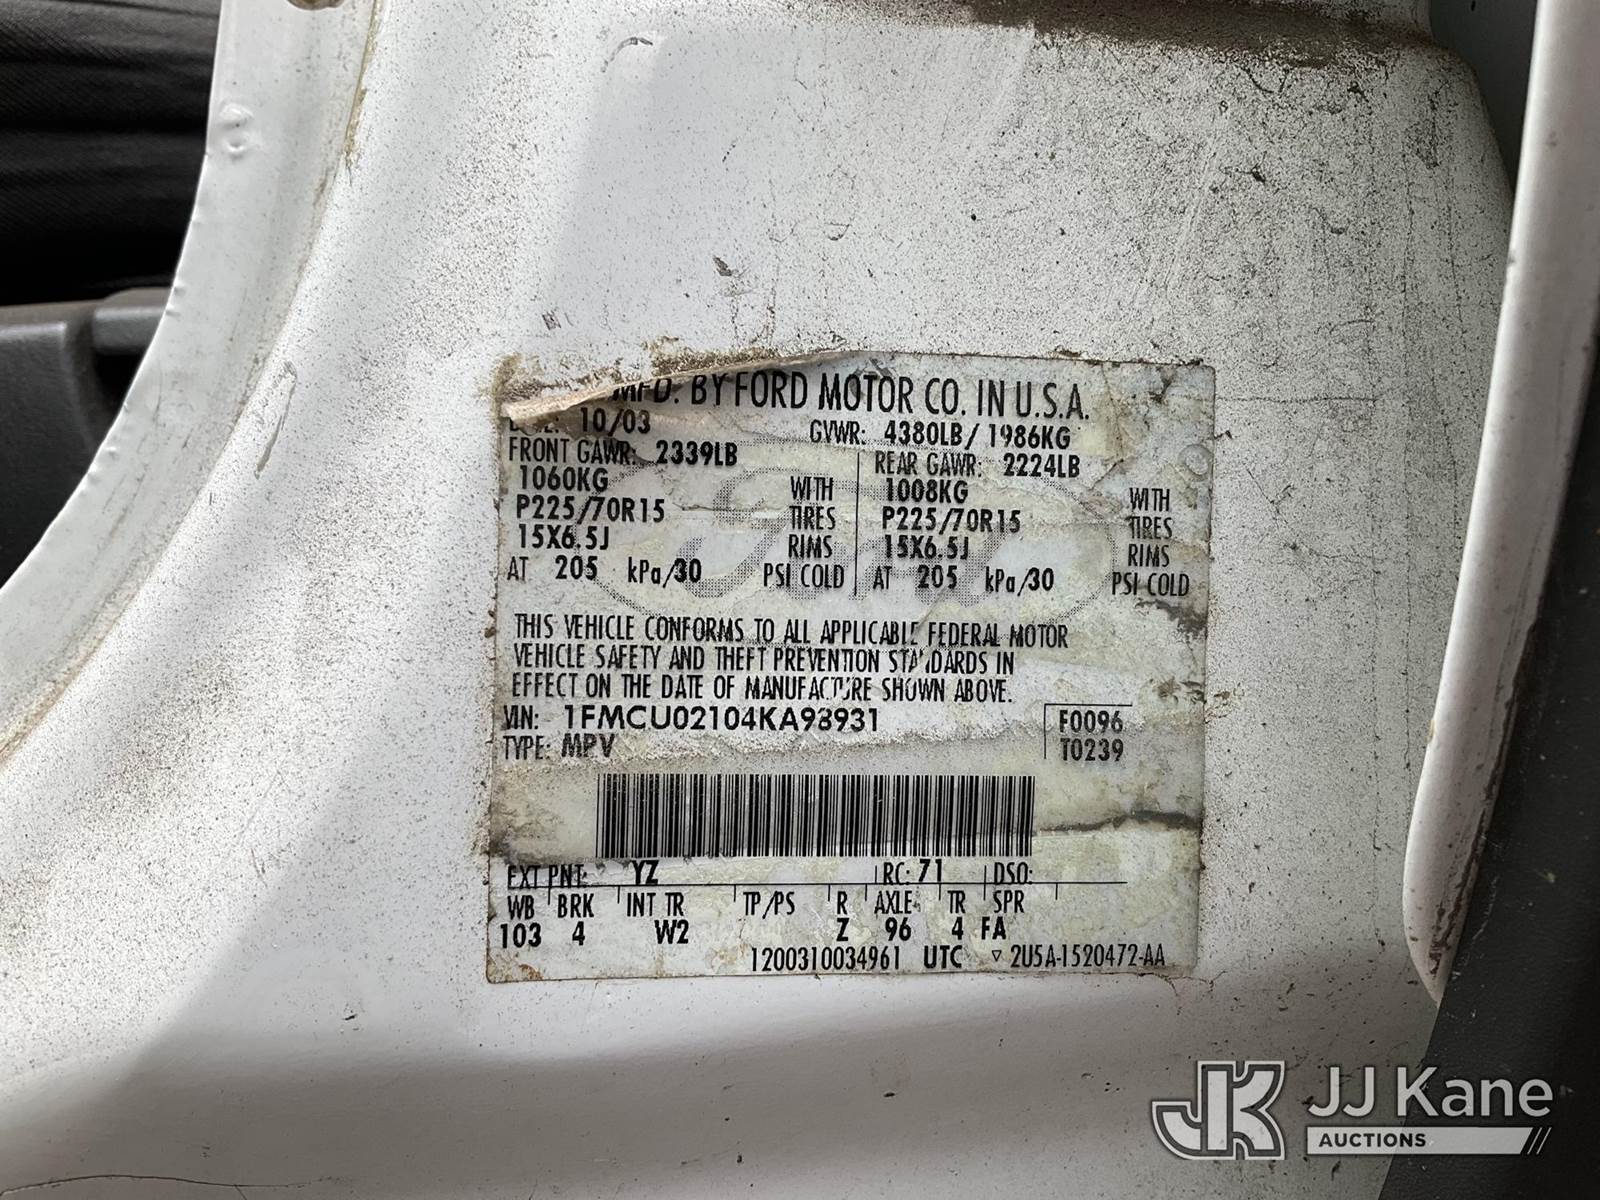 MFD. BY FORD MOTOR CO. IN U.S.A.
10/03 GVWR: 4380LB/ 1986KG
FRONT GAWR: 2339LB REAR GAWR: 2224LB
1060KG WITH 1008KG WITH
P225/70R15 TIRES P225/70R15 TIRES
15X6.5J RIMS 15X6.5J RIMS
AT 205 kPa/30 PSI COLD AT 205 kPa/30 PSI COLD
THIS VEHICLE CONFORMS TO ALL APPLICABLE FEDERAL MOTOR
VEHICLE SAFETY AND THEFT PREVENTION STANDARDS IN
EFFECT ON THE DATE OF MANUFACTURE SHOWN ABOVE.
VIN: 1FMCU02104KA98931 F0096
TYPE: MPV T0239
EXT PNT: YZ RC: 71 DSO:
WB BRK INT TR TP/PS R AXLE TR SPR
103 4 W2 Z 96 4 FA
1200310034961 UTC ▽ 2U5A-1520472-AA
JK JJ Kane
AUCTIONS